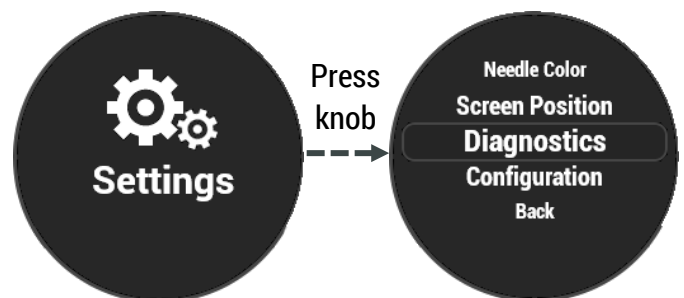 Settings
Press
knob
Needle Color
Screen Position
Diagnostics
Configuration
Back